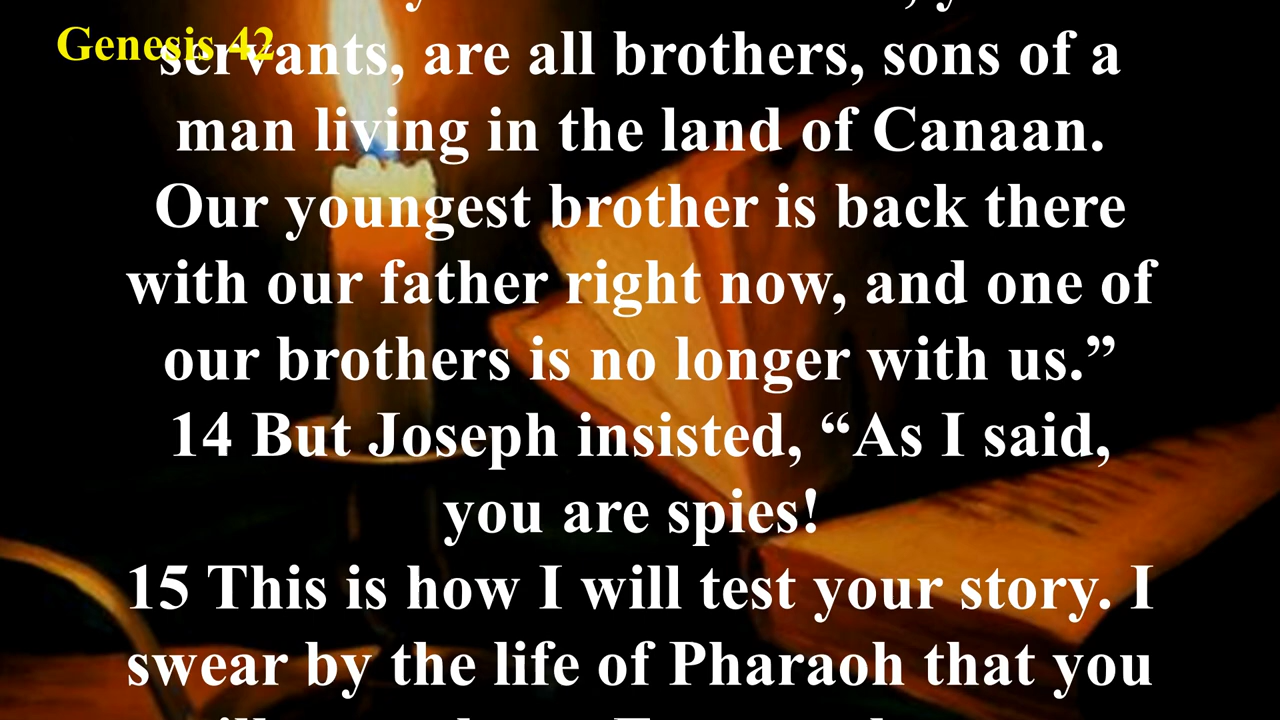 Genesis 42
servants, are all brothers, sons of a
man living in the land of Canaan.
Our youngest brother is back there
with our father right now, and one of
our brothers is no longer with us.”
14 But Joseph insisted, “As I said,
you are spies!
15 This is how I will test your story. I
swear by the life of Pharaoh that you